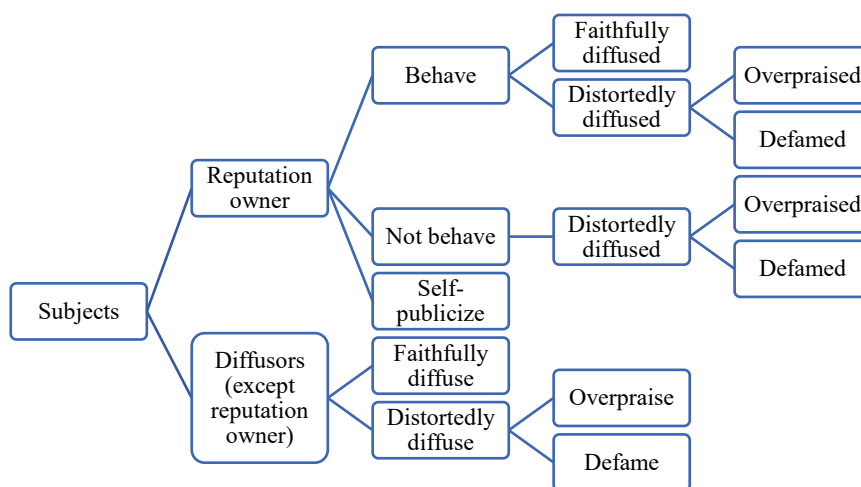 Subjects
Reputation
owner
Behave
Faithfully
diffused
Distortedly
diffused
Overpraised
Defamed
Not behave
Distortedly
diffused
Overpraised
Defamed
Self-
publicize
Diffusors
(except
reputation
owner)
Faithfully
diffuse
Distortedly
diffuse
Overpraise
Defame